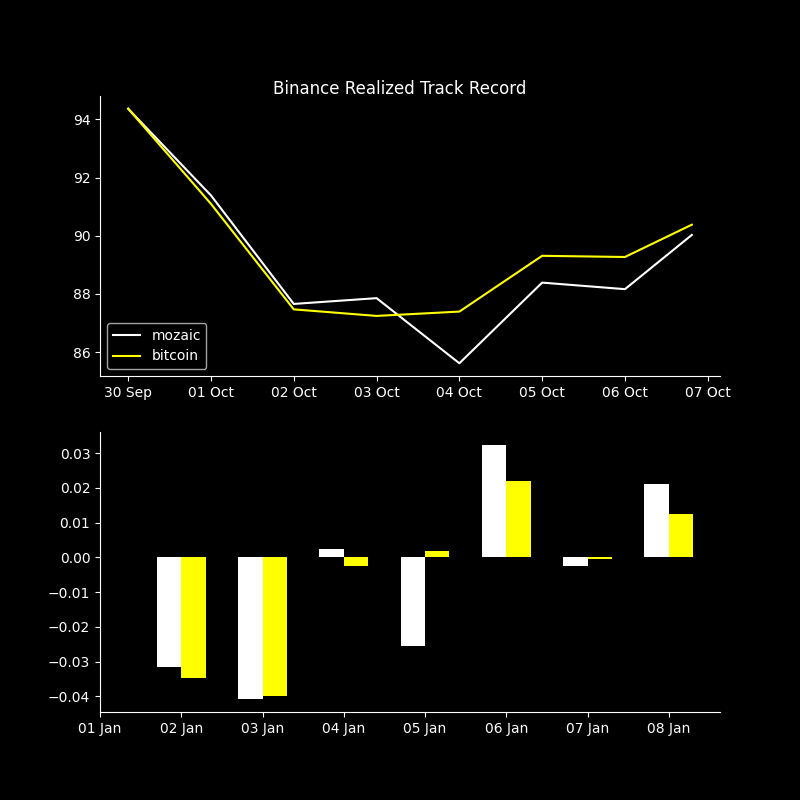 Binance Realized Track Record
94
92
90
88
86
mozaic
bitcoin
30 Sep 01 Oct 02 Oct 03 Oct 04 Oct 05 Oct 06 Oct 07 Oct
0.03
0.02
0.01
0.00
−0.01
−0.02
−0.03
−0.04
01 Jan 02 Jan 03 Jan 04 Jan 05 Jan 06 Jan 07 Jan 08 Jan